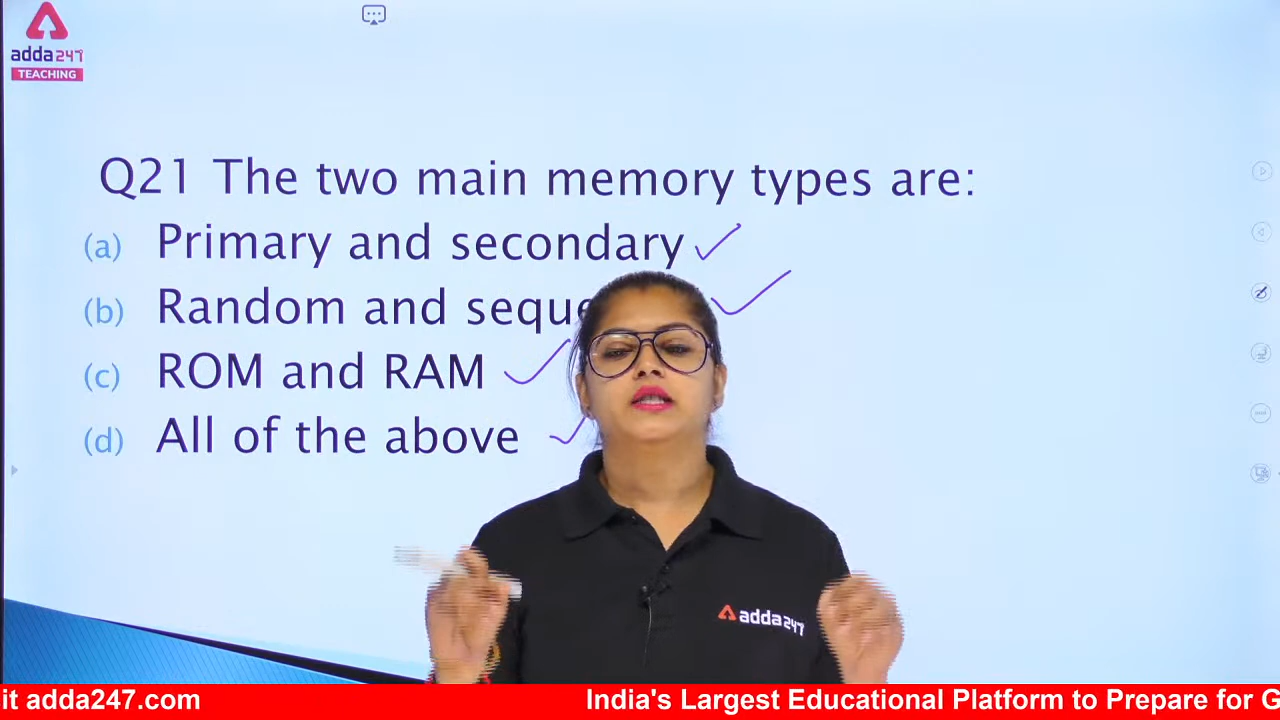 adda247
TEACHING
Q21 The two main memory types are:
(a) Primary and secondary
(b) Random and
(c) ROM and RAM
(d) All of the above
adda247
it adda247.com
India's Largest Educational Platform to Prepare for G